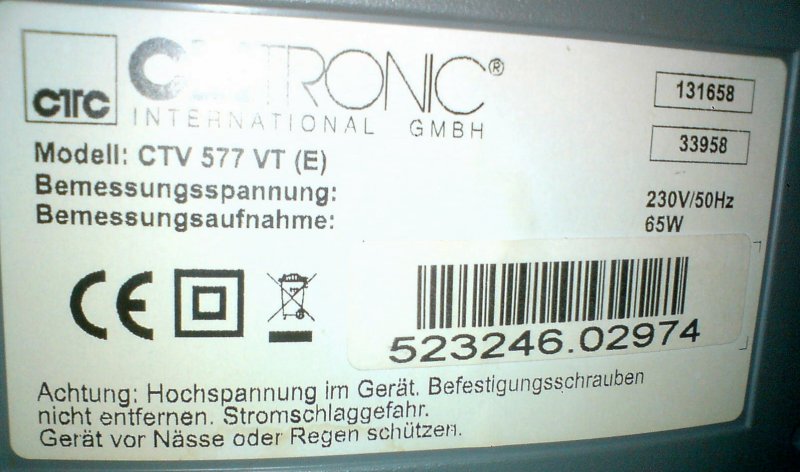 CTC
INTERNATIONAL GMBH
131658
33958
Modell: CTV 577 VT (E)
Bemessungsspannung: 230V/50Hz
Bemessungsaufnahme: 65W
CE
523246.02974
Achtung: Hochspannung im Gerät. Befestigungsschrauben
nicht entfernen. Stromschlaggefahr.
Gerät vor Nässe oder Regen schützen.